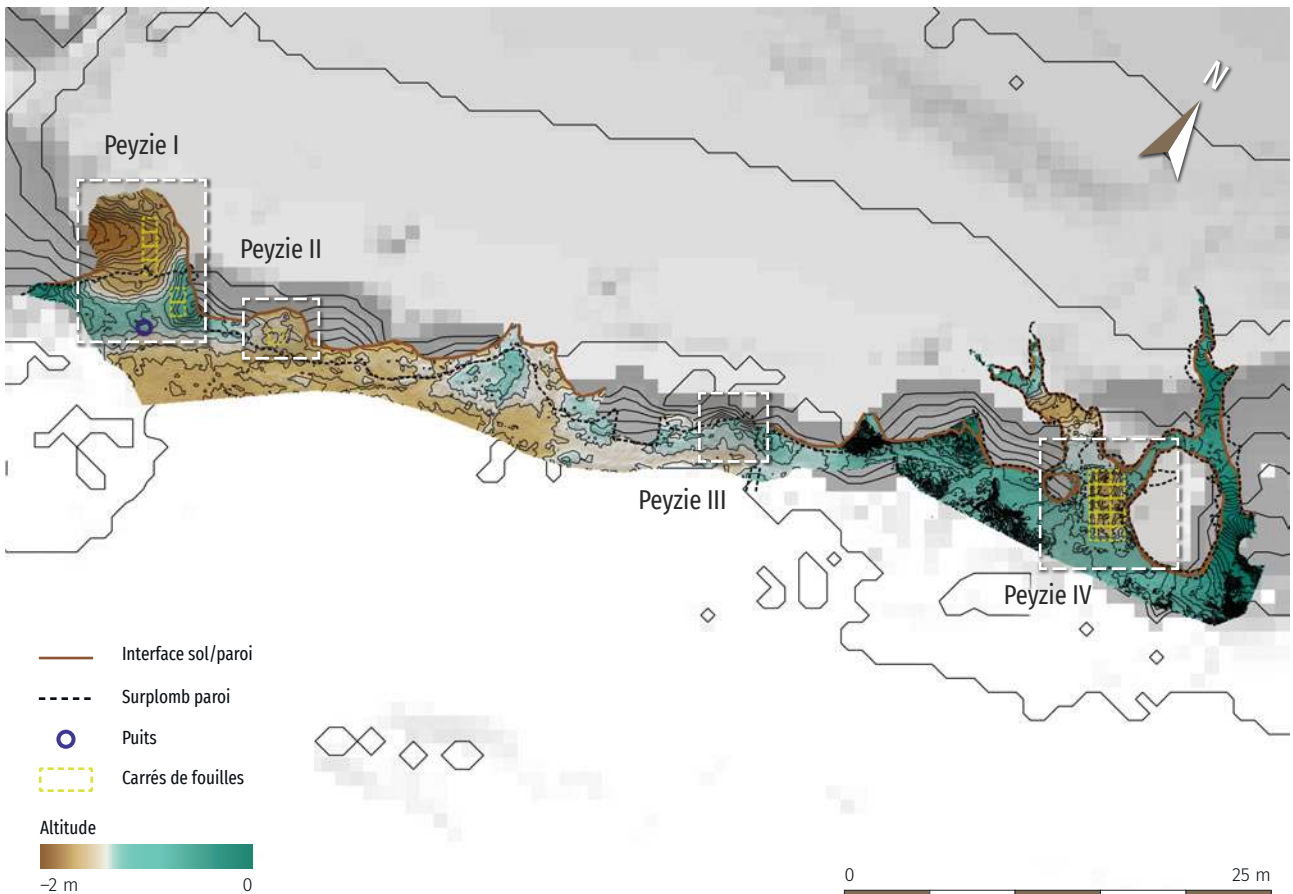 N
Peyzie I
Peyzie II
Peyzie III
Peyzie IV
Interface sol/paroi
Surplomb paroi
Puits
Carrés de fouilles
Altitude
−2 m 0
0 25 m